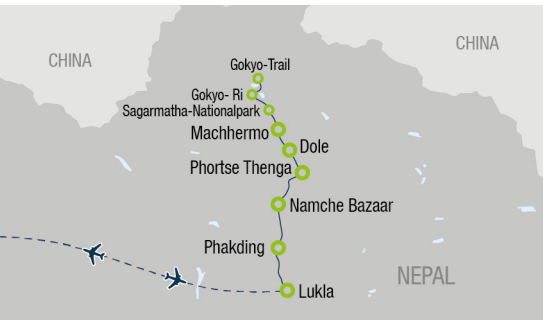 CHINA
CHINA
Gokyo-Trail
Gokyo- Ri
Sagarmatha-Nationalpark
Machhermo
Dole
Phortse Thenga
Namche Bazaar
Phakding
NEPAL
Lukla